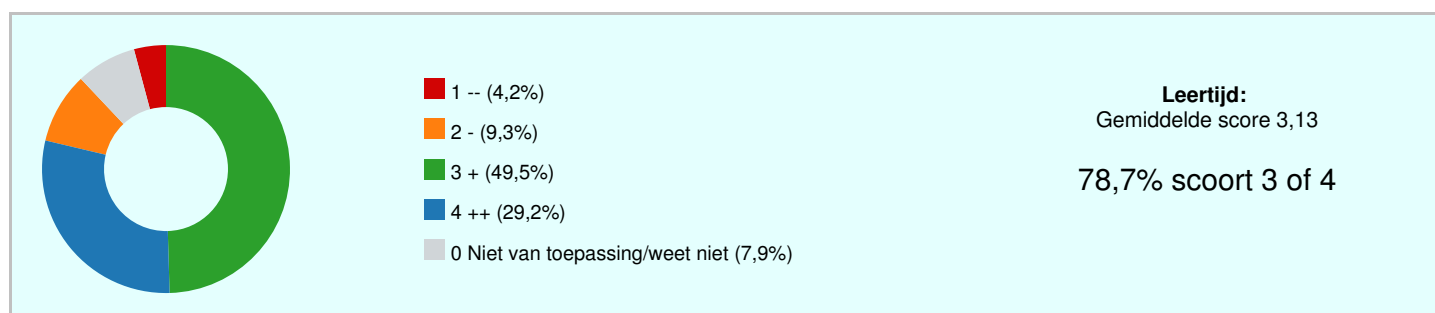 1 -- (4,2%)
2 - (9,3%)
3 + (49,5%)
4 ++ (29,2%)
0 Niet van toepassing/weet niet (7,9%)
Leertijd:
Gemiddelde score 3,13
78,7% scoort 3 of 4